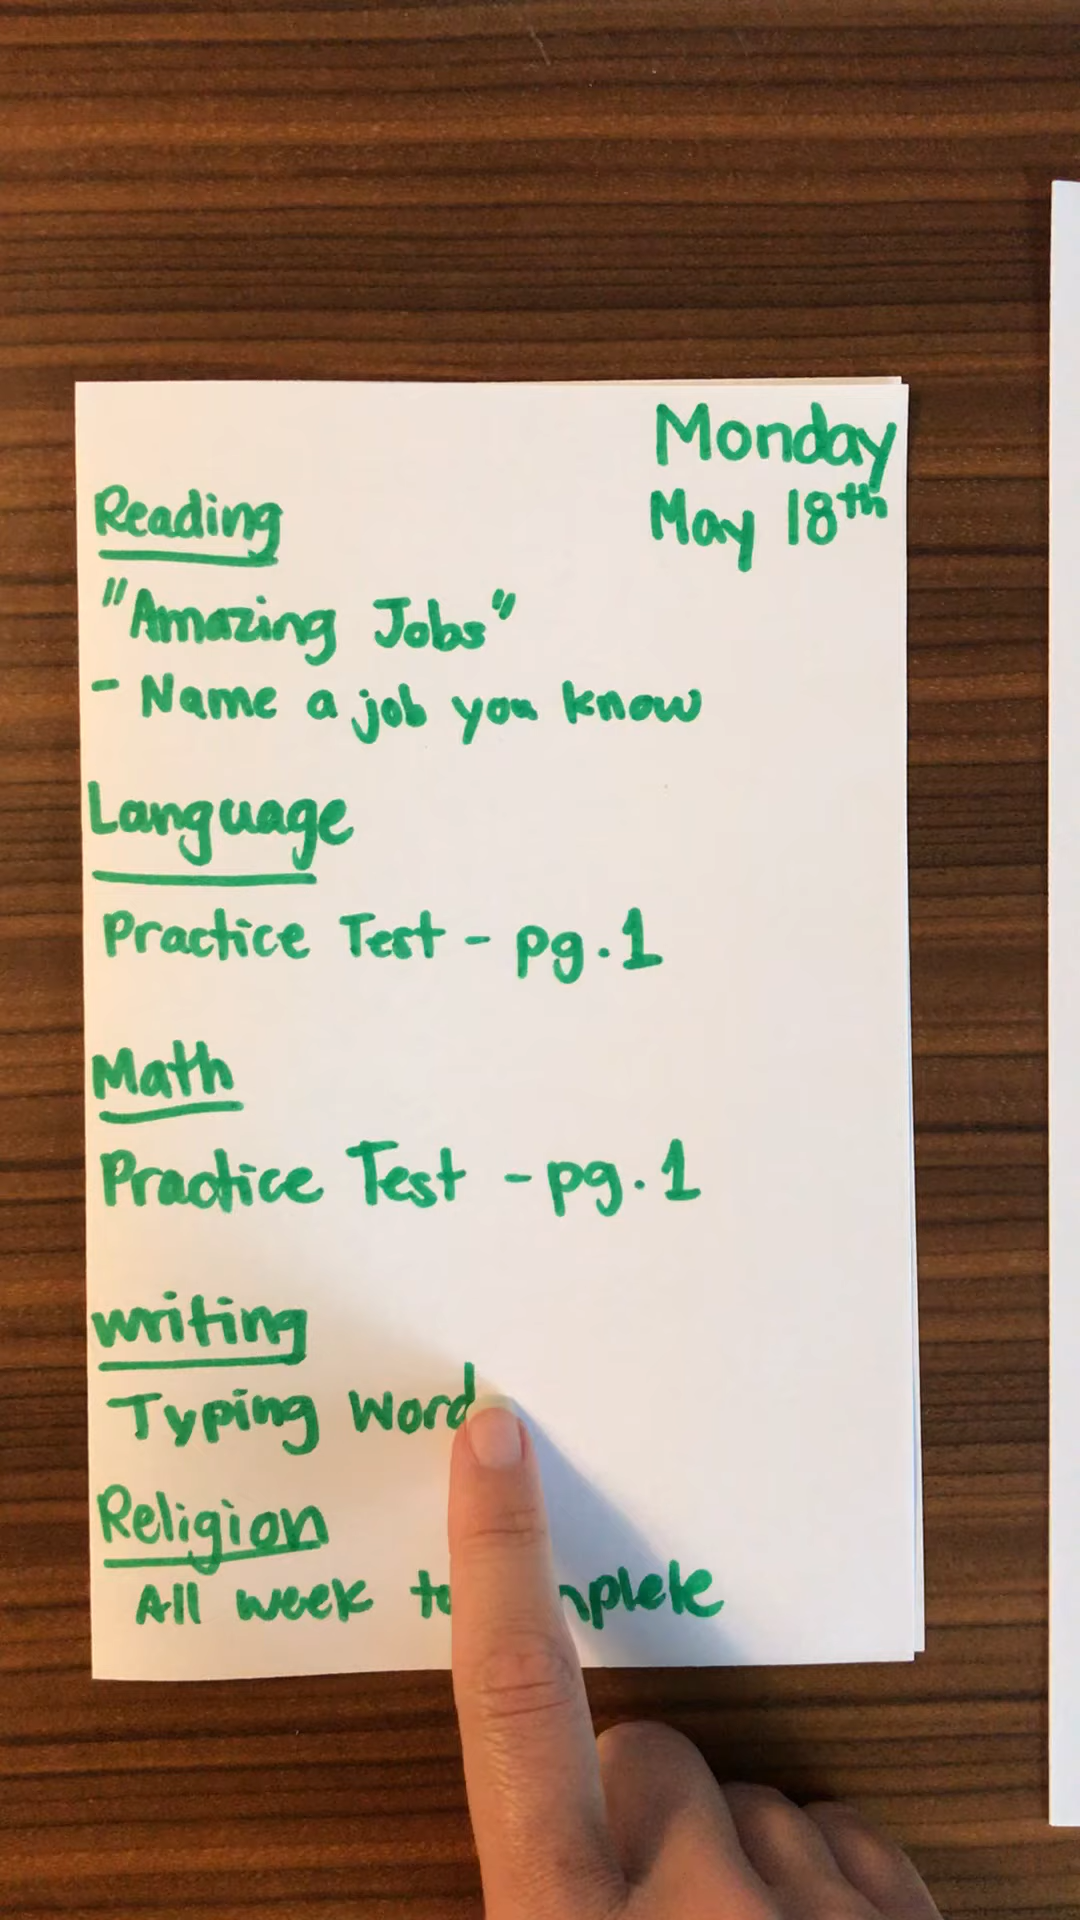 Monday
May 18th
Reading
"Amazing Jobs"
- Name a job you know
Language
Practice Test - pg.1
Math
Practice Test - pg.1
writing
Typing Word
Religion
All week